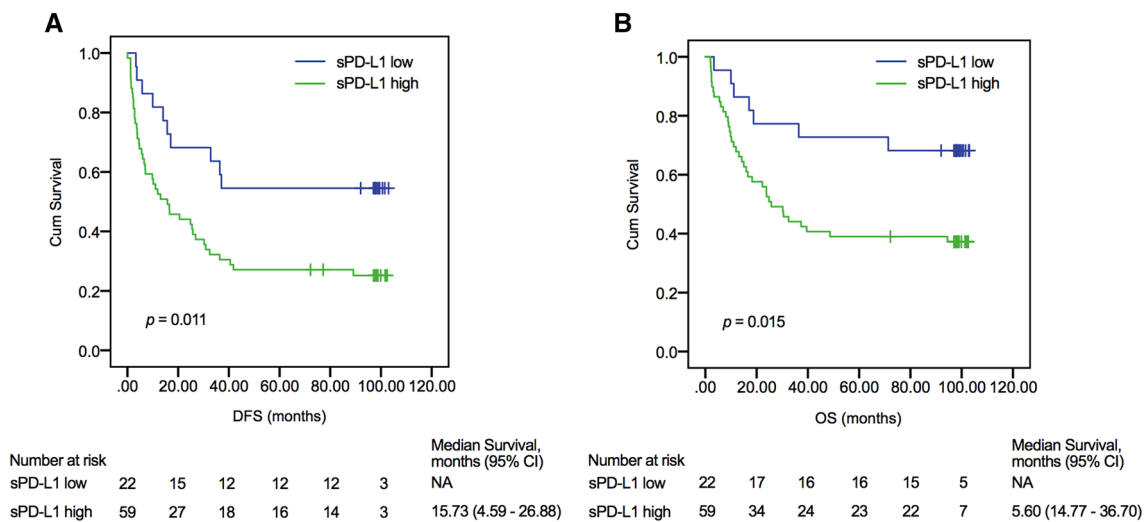 A
1.0
0.8
0.6
0.4
0.2
0.0
Cum Survival
sPD-L1 low
sPD-L1 high
p = 0.011
.00 20.00 40.00 60.00 80.00 100.00 120.00
DFS (months)
Median Survival,
Number at risk months (95% CI)
sPD-L1 low 22 15 12 12 12 3 NA
sPD-L1 high 59 27 18 16 14 3 15.73 (4.59 - 26.88)
B
1.0
0.8
0.6
0.4
0.2
0.0
Cum Survival
sPD-L1 low
sPD-L1 high
p = 0.015
.00 20.00 40.00 60.00 80.00 100.00 120.00
OS (months)
Median Survival,
Number at risk months (95% CI)
sPD-L1 low 22 17 16 16 15 5 NA
sPD-L1 high 59 34 24 23 22 7 5.60 (14.77 - 36.70)